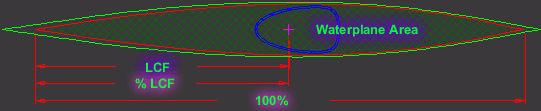 Waterplane Area
LCF
% LCF
100%